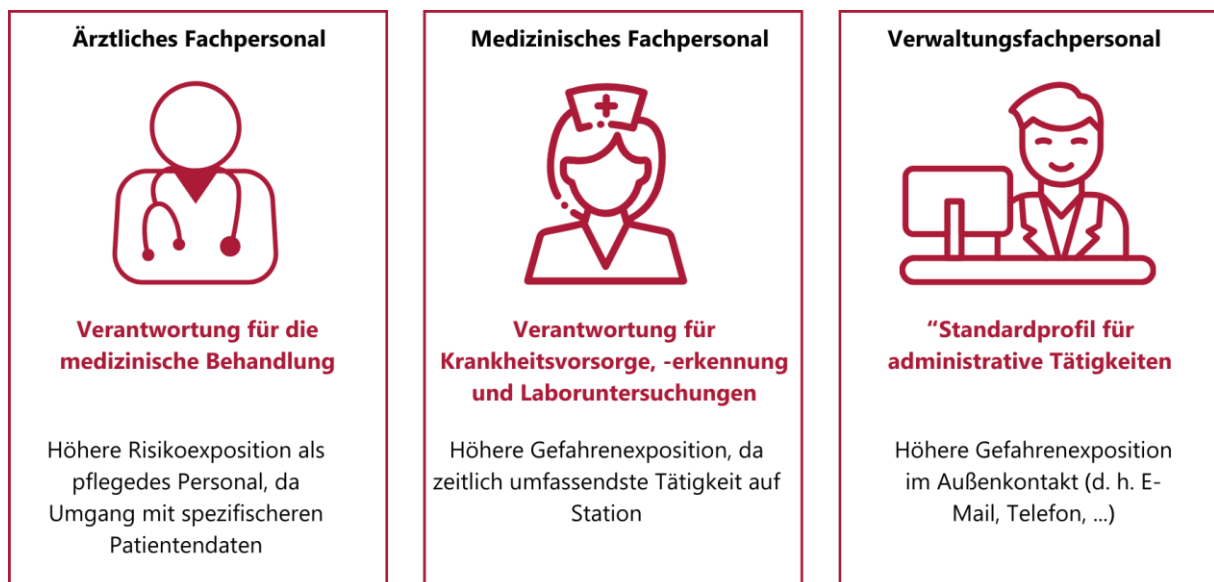 Ärztliches Fachpersonal
Verantwortung für die
medizinische Behandlung
Höhere Risikoexposition als
pflegedes Personal, da
Umgang mit spezifischeren
Patientendaten
Medizinisches Fachpersonal
Verantwortung für
Krankheitsvorsorge, -erkennung
und Laboruntersuchungen
Höhere Gefahrenexposition, da
zeitlich umfassendste Tätigkeit auf
Station
Verwaltungsfachpersonal
“Standardprofil für
administrative Tätigkeiten
Höhere Gefahrenexposition
im Außenkontakt (d. h. E-
Mail, Telefon, ...)